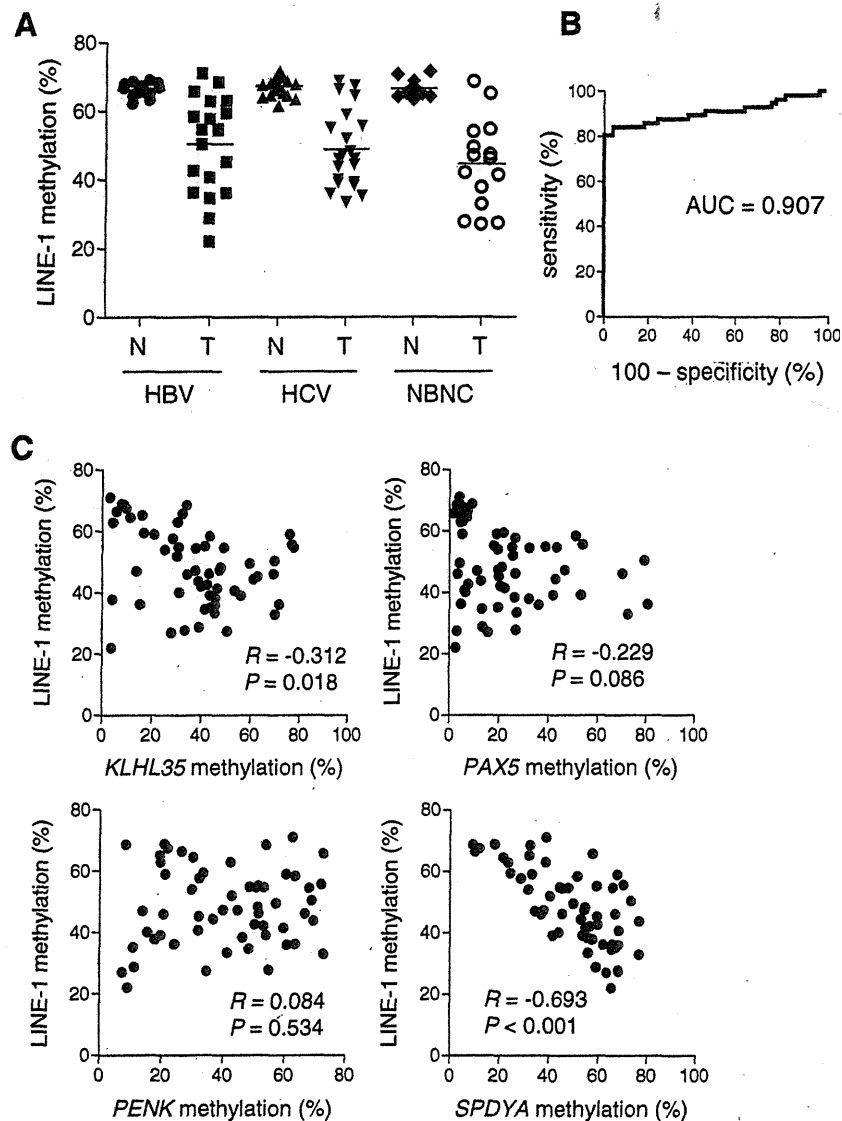 A
LINE-1 methylation (%)
80
60
40
20
0
N T N T N T
HBV HCV NBNC
B
sensitivity (%)
100
80
60
40
20
0
AUC = 0.907
0 20 40 60 80 100
100 – specificity (%)
C
LINE-1 methylation (%)
80
60
40
20
0
R = -0.312
P = 0.018
0 20 40 60 80 100
KLHL35 methylation (%)
LINE-1 methylation (%)
80
60
40
20
0
R = -0.229
P = 0.086
0 20 40 60 80 100
PAX5 methylation (%)
LINE-1 methylation (%)
80
60
40
20
0
R = 0.084
P = 0.534
0 20 40 60 80
PENK methylation (%)
LINE-1 methylation (%)
80
60
40
20
0
R = -0.693
P < 0.001
0 20 40 60 80 100
SPDYA methylation (%)